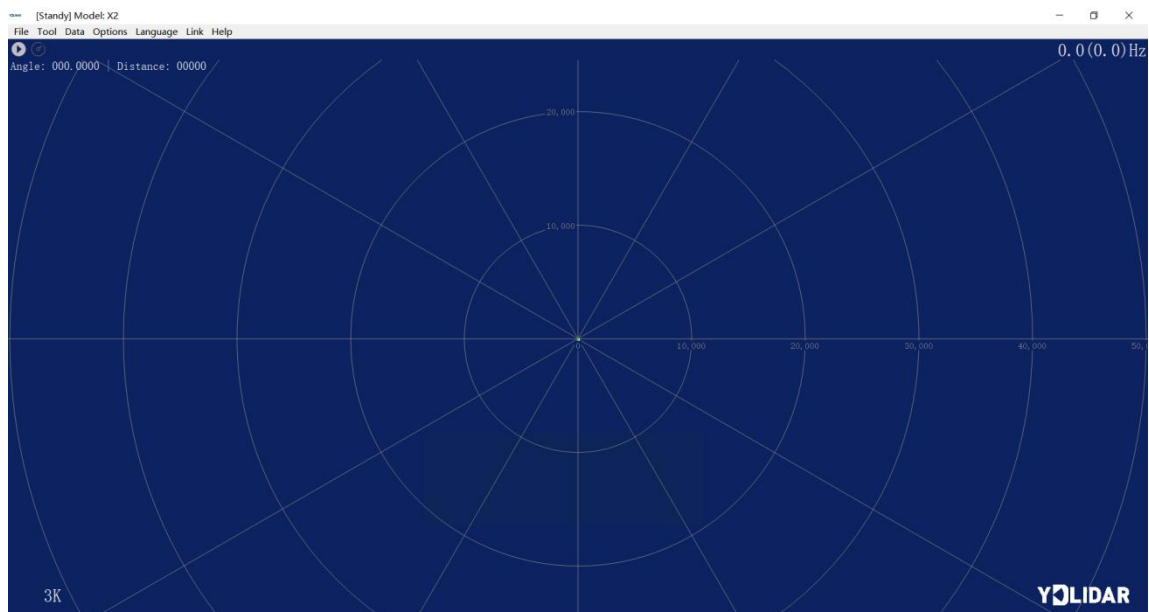 [Standy] Model: X2
File Tool Data Options Language Link Help
0.0(0.0)Hz
Angle: 000.0000 | Distance: 00000
20,000
10,000
0 10,000 20,000 30,000 40,000 50,
3K
YDLIDAR